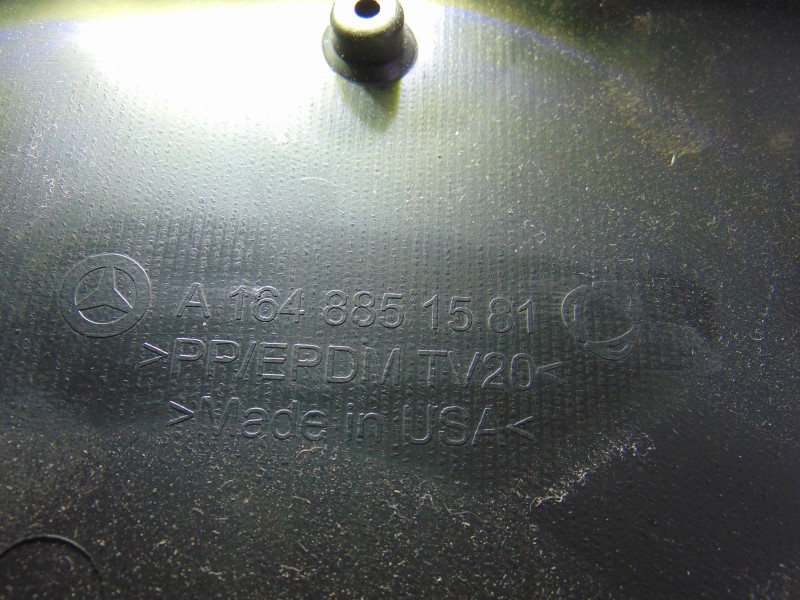 A 164 885 15 81
>PP/EPDM TV20<
>Made in USA<